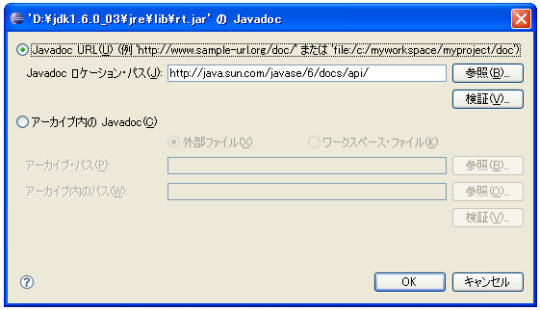 'D:¥jdk1.6.0_03¥jre¥lib¥rt.jar' の Javadoc
Javadoc URL(U) (例 'http://www.sample-url.org/doc/' または 'file:/c:/myworkspace/myproject/doc')
Javadoc ロケーション・パス(J): http://java.sun.com/javase/6/docs/api/ 参照(B)...
検証(V)...
アーカイブ内の Javadoc(C)
外部ファイル(X) ワークスペース・ファイル(K)
アーカイブ・パス(P): 参照(B)...
アーカイブ内のパス(W): 参照(O)...
検証(V)...
? OK キャンセル